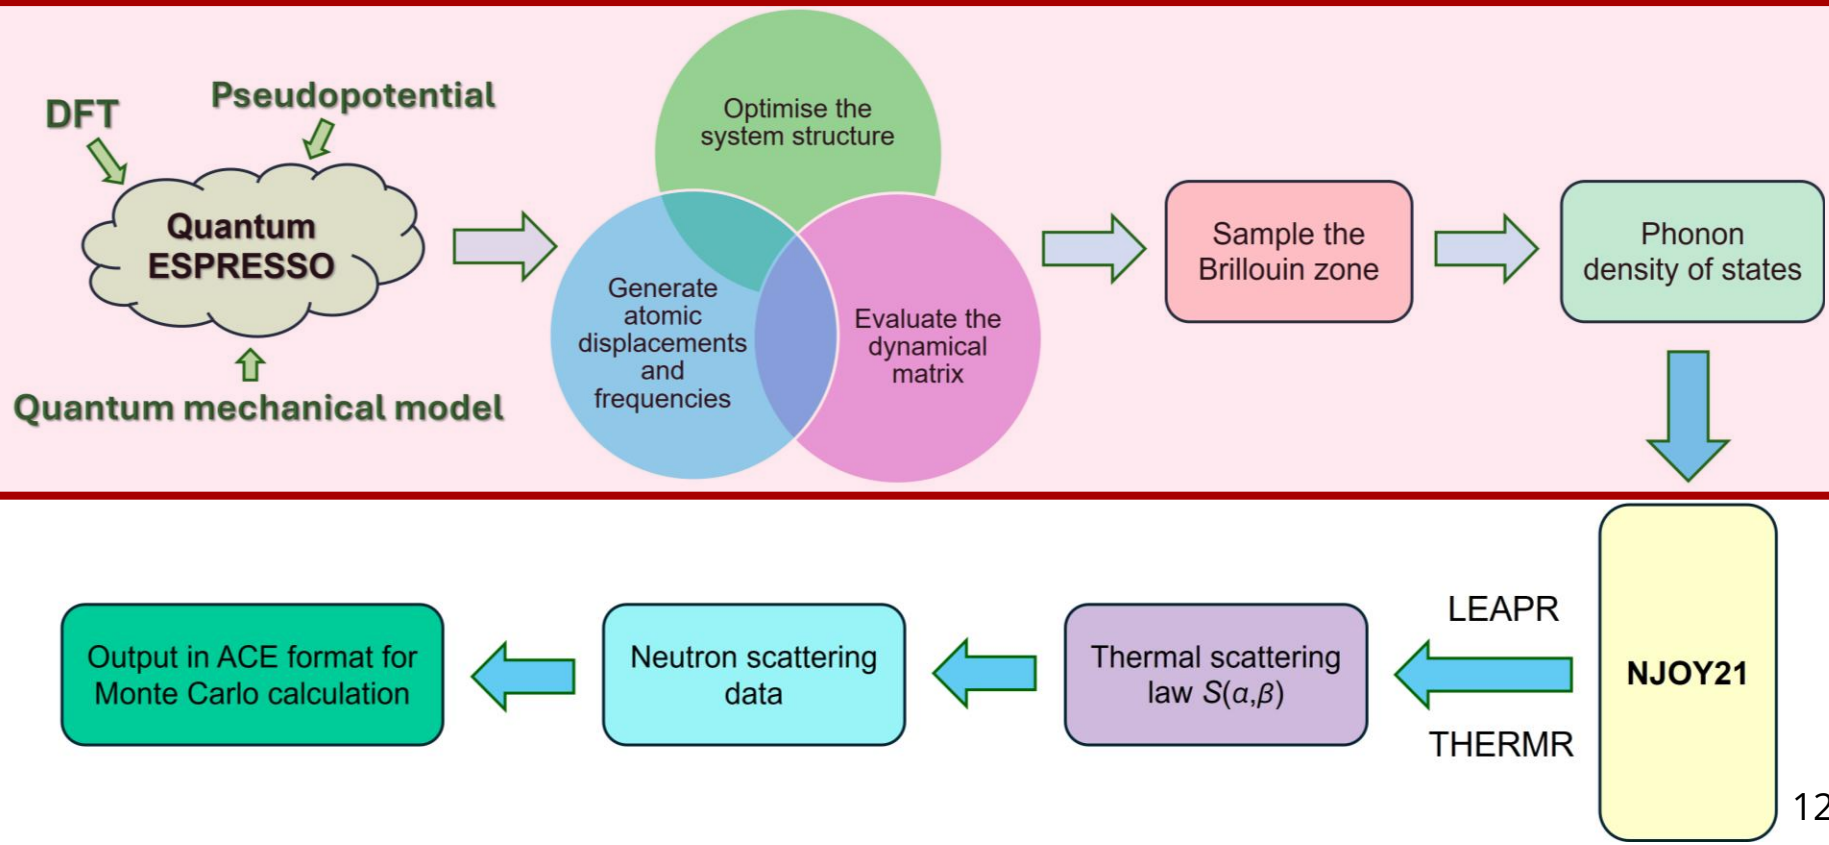 DFT
Pseudopotential
Quantum
ESPRESSO
Quantum mechanical model
Optimise the
system structure
Generate
atomic
displacements
and
frequencies
Evaluate the
dynamical
matrix
Sample the
Brillouin zone
Phonon
density of states
NJOY21
LEAPR
THERMR
Thermal scattering
law S(α,β)
Neutron scattering
data
Output in ACE format for
Monte Carlo calculation
12